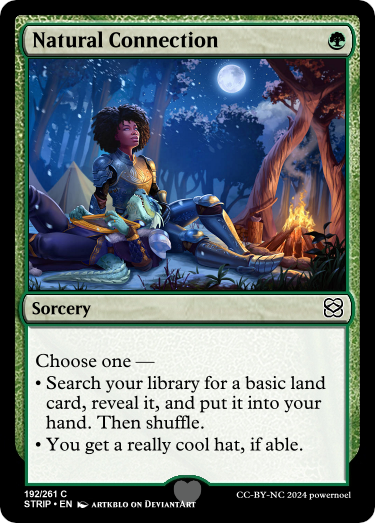 Natural Connection
Sorcery
Choose one —
• Search your library for a basic land
card, reveal it, and put it into your
hand. Then shuffle.
• You get a really cool hat, if able.
192/261 C
STRIP • EN ARTKBLO ON DEVIANTART
CC-BY-NC 2024 powernoel